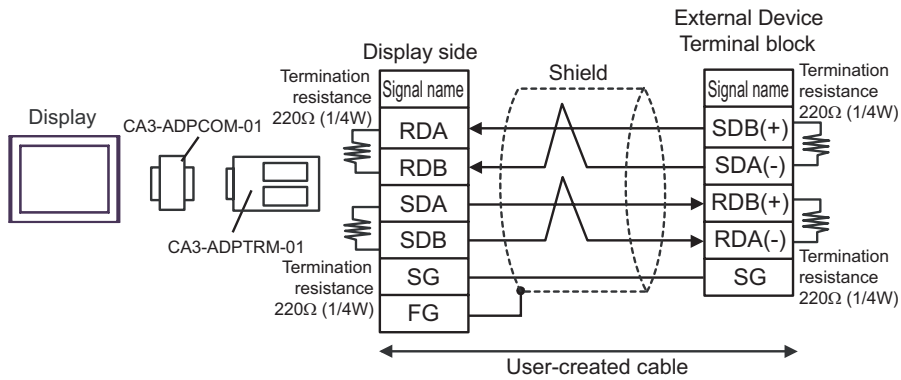 External Device
Terminal block
Display side
Shield
Termination
resistance
220Ω (1/4W)
Signal name
Signal name
Termination
resistance
220Ω (1/4W)
Display
CA3-ADPCOM-01
RDA
SDB(+)
RDB
SDA(-)
SDA
RDB(+)
CA3-ADPTRM-01
SDB
RDA(-)
Termination
resistance
220Ω (1/4W)
SG
SG
Termination
resistance
220Ω (1/4W)
FG
User-created cable